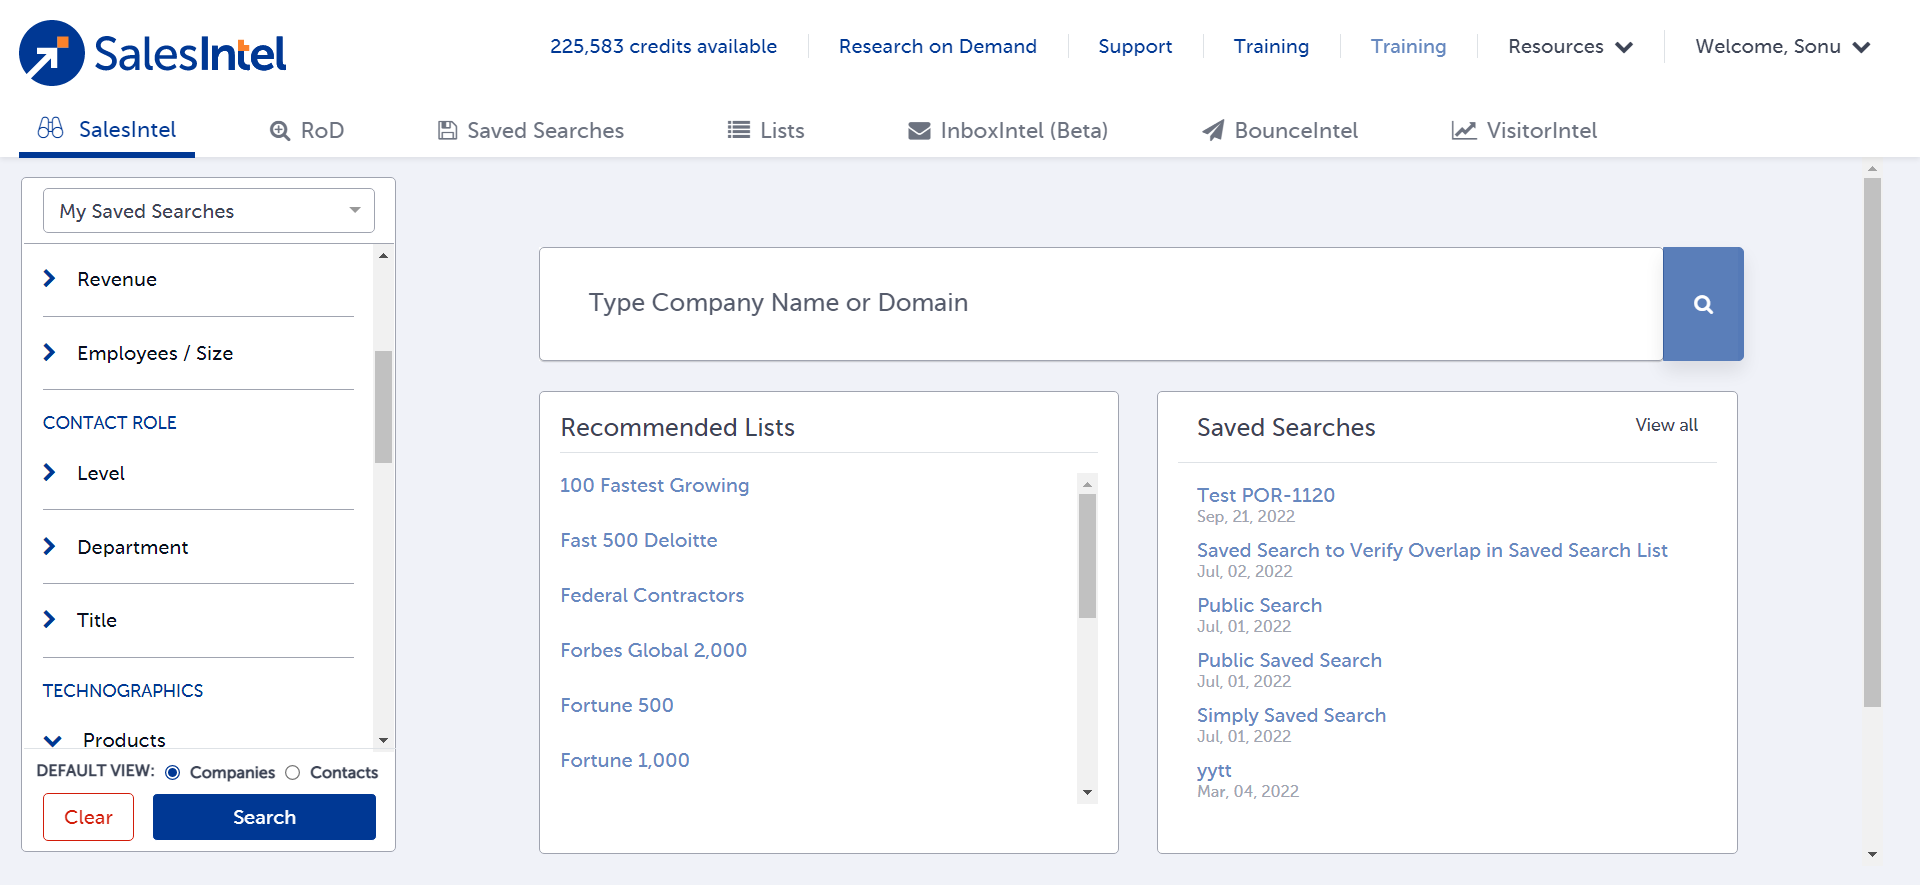 SalesIntel
225,583 credits available
Research on Demand
Support
Training
Training
Resources
Welcome, Sonu
SalesIntel
RoD
Saved Searches
Lists
InboxIntel (Beta)
BounceIntel
VisitorIntel
My Saved Searches
Revenue
Employees / Size
CONTACT ROLE
Level
Department
Title
TECHNOGRAPHICS
Products
DEFAULT VIEW: Companies Contacts
Clear
Search
Type Company Name or Domain
Recommended Lists
100 Fastest Growing
Fast 500 Deloitte
Federal Contractors
Forbes Global 2,000
Fortune 500
Fortune 1,000
Saved Searches
View all
Test POR-1120
Sep, 21, 2022
Saved Search to Verify Overlap in Saved Search List
Jul, 02, 2022
Public Search
Jul, 01, 2022
Public Saved Search
Jul, 01, 2022
Simply Saved Search
Jul, 01, 2022
yytt
Mar, 04, 2022